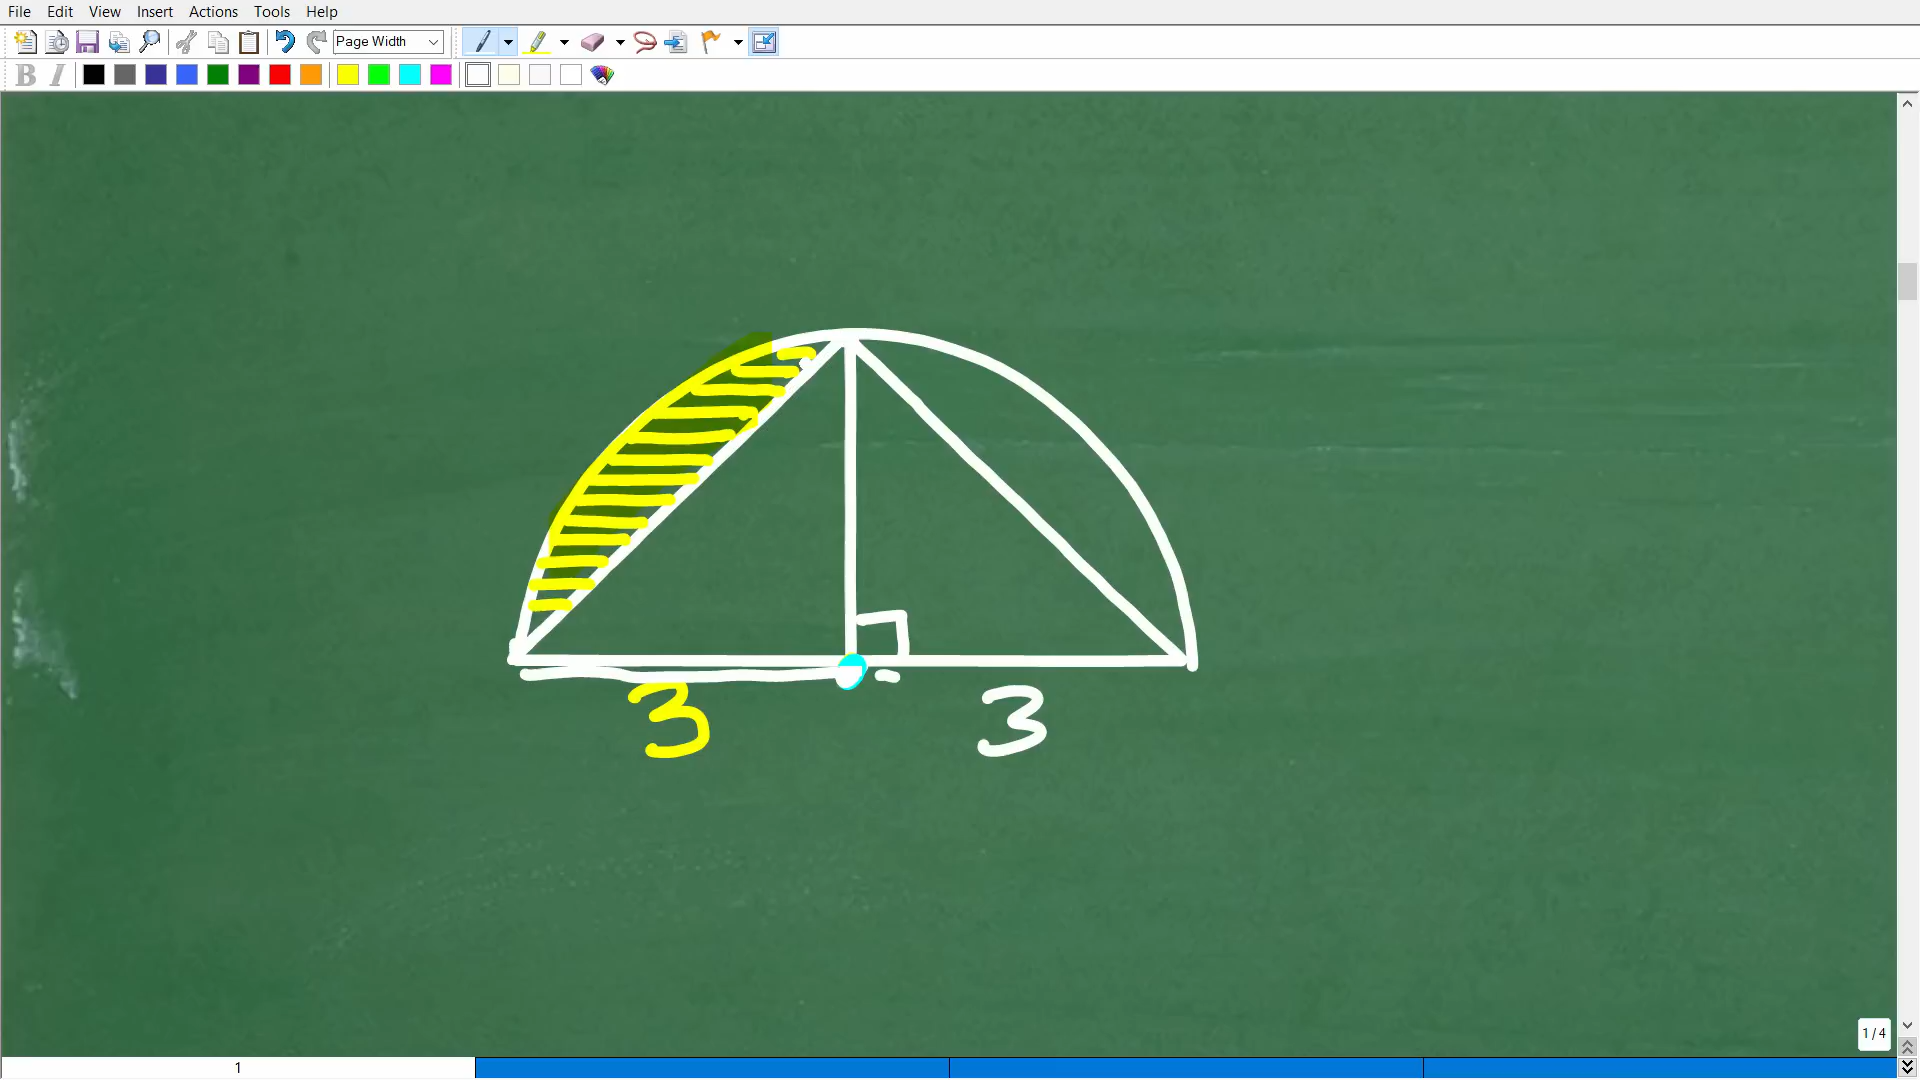 File Edit View Insert Actions Tools Help
Page Width
B I
3 3
1 / 4
1